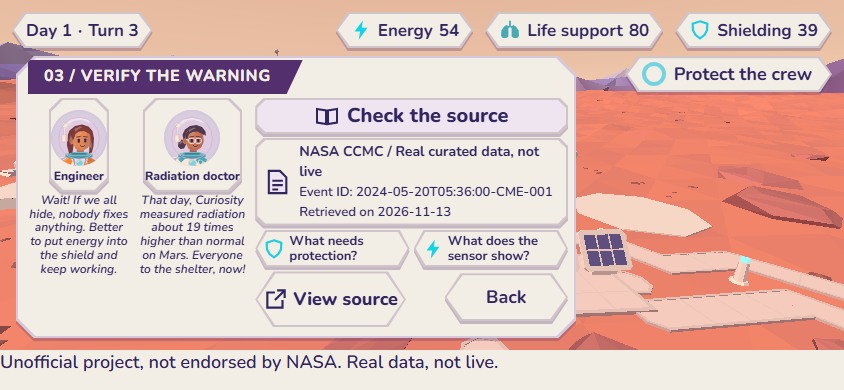 Day 1 · Turn 3
Energy 54
Life support 80
Shielding 39
Protect the crew
03 / VERIFY THE WARNING
Engineer
Wait! If we all
hide, nobody fixes
anything. Better
to put energy into
the shield and
keep working.
Radiation doctor
That day, Curiosity
measured radiation
about 19 times
higher than normal
on Mars. Everyone
to the shelter, now!
Check the source
NASA CCMC / Real curated data, not
live
Event ID: 2024-05-20T05:36:00-CME-001
Retrieved on 2026-11-13
What needs
protection?
What does the
sensor show?
View source
Back
Unofficial project, not endorsed by NASA. Real data, not live.